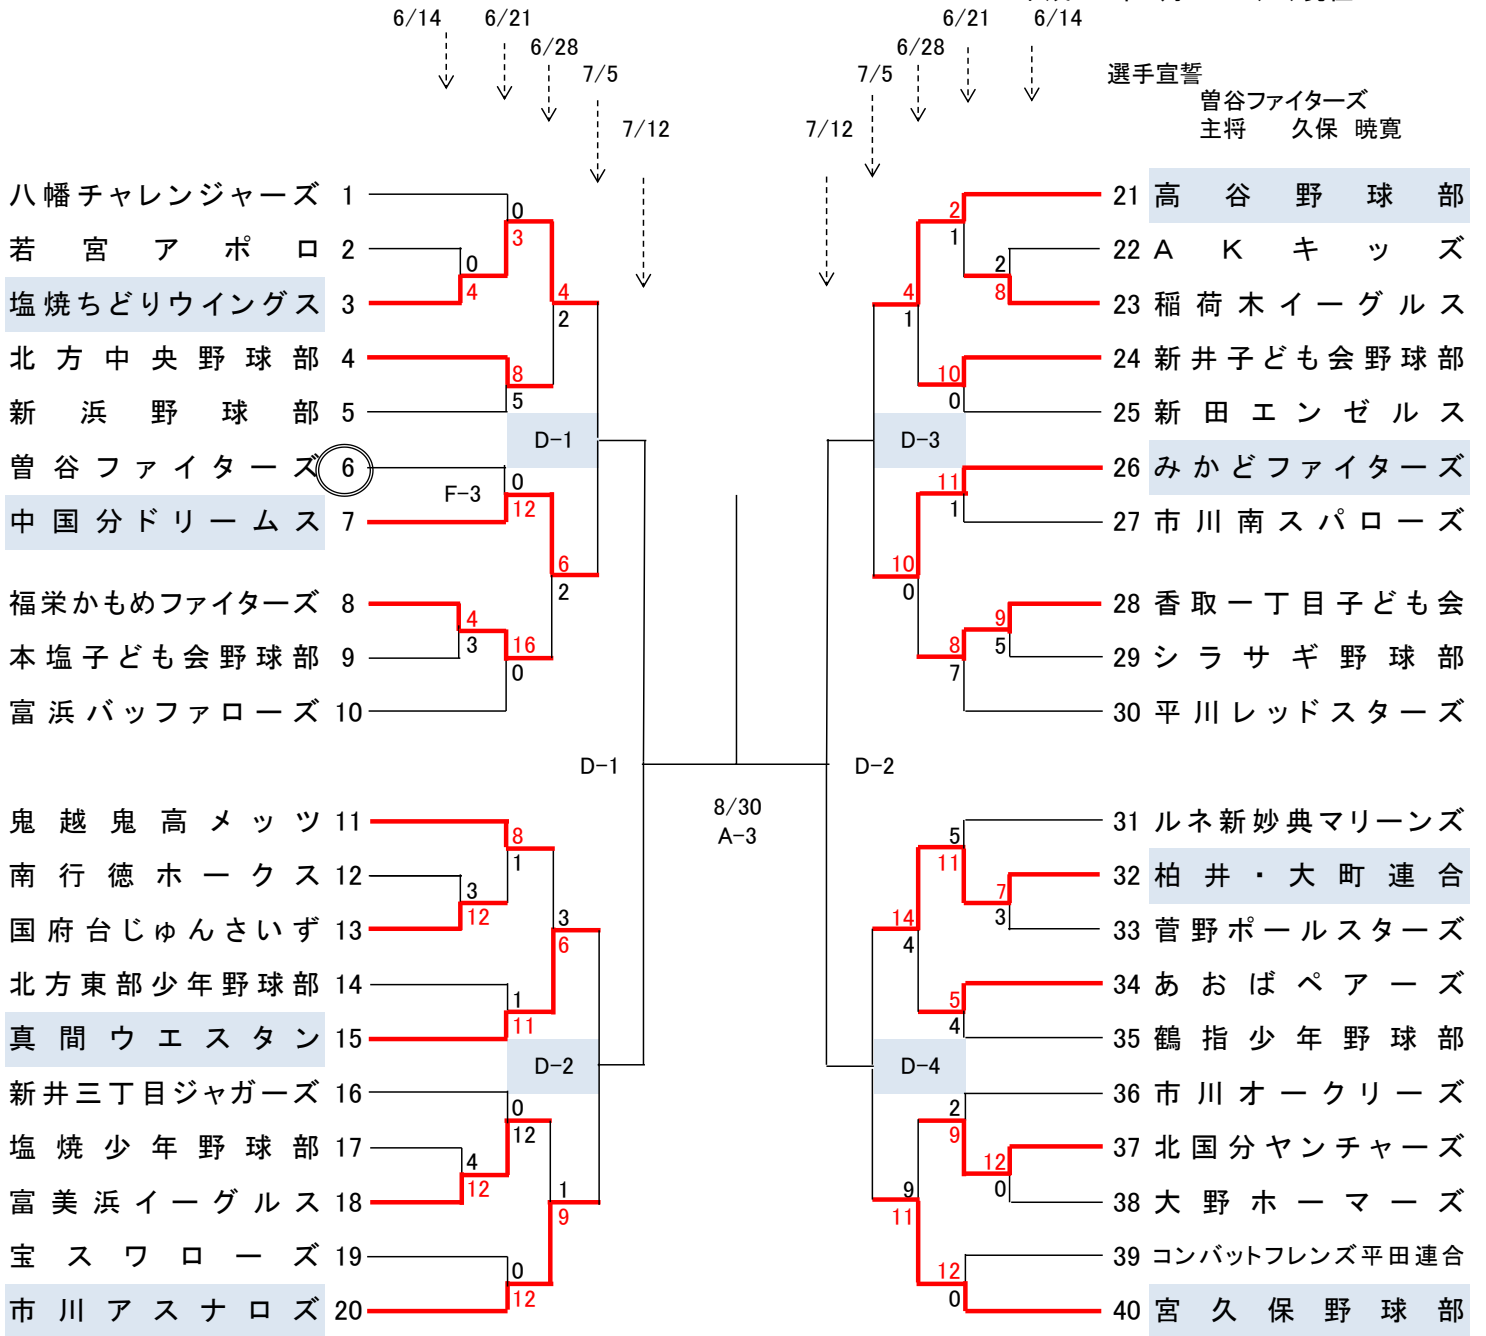 6/14 6/21 6/21 6/14
6/28 6/28
7/5 7/5 選手宣誓
曽谷ファイターズ
7/12 7/12 主将 久保 暁寛
八幡チャレンジャーズ 1
0
3
若宮アポロ 2
0
4
塩焼ちどりウイングス 3
4
2
北方中央野球部 4
8
5
新浜野球部 5
D-1
曽谷ファイターズ 6
F-3
0
12
中国分ドリームス 7
6
2
福栄かもめファイターズ 8
4
3
16
0
本塩子ども会野球部 9
富浜バッファローズ 10
D-1
鬼越鬼高メッツ 11
8
1
南行徳ホークス 12
3
12
国府台じゅんさいず 13
3
6
北方東部少年野球部 14
1
11
真間ウエスタン 15
D-2
新井三丁目ジャガーズ 16
0
12
塩焼少年野球部 17
4
12
富美浜イーグルス 18
1
9
宝スワローズ 19
0
12
市川アスナロズ 20
8/30
A-3
21 高谷野球部
2
1
22 AKキッズ
2
8
23 稲荷木イーグルス
4
1
24 新井子ども会野球部
10
0
25 新田エンゼルス
D-3
26 みかどファイターズ
11
1
27 市川南スパローズ
10
0
28 香取一丁目子ども会
9
5
8
7
29 シラサギ野球部
30 平川レッドスターズ
D-2
31 ルネ新妙典マリーンズ
5
11
32 柏井・大町連合
7
3
33 菅野ポールスターズ
14
4
34 あおばペアーズ
5
4
35 鶴指少年野球部
D-4
36 市川オークリーズ
2
9
37 北国分ヤンチャーズ
12
0
38 大野ホーマーズ
9
11
39 コンバットフレンズ平田連合
12
0
40 宮久保野球部